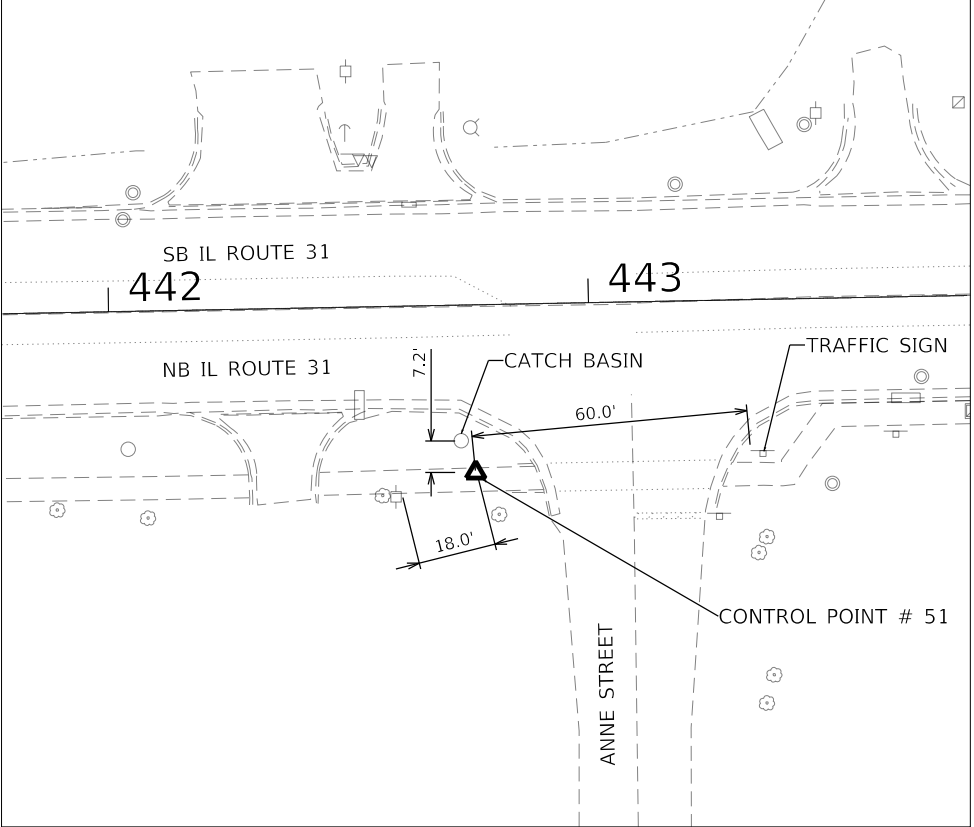 SB IL ROUTE 31
442
443
NB IL ROUTE 31
7.2'
CATCH BASIN
TRAFFIC SIGN
60.0'
18.0'
CONTROL POINT # 51
ANNE STREET